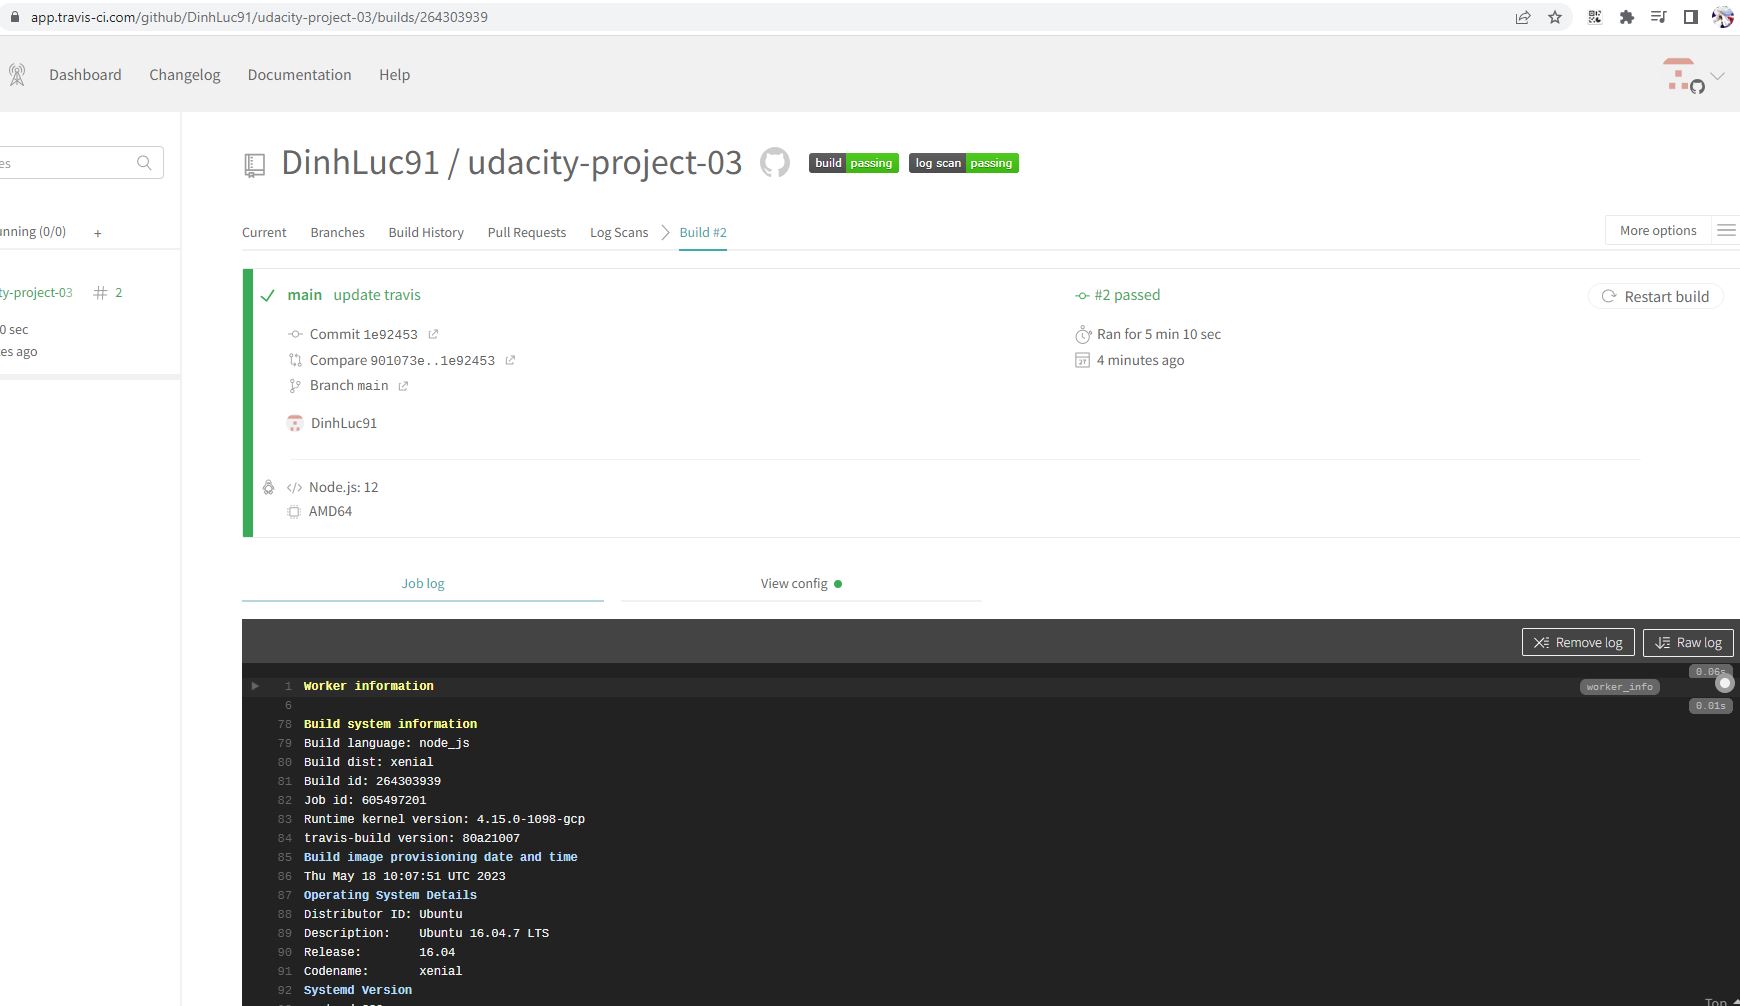 app.travis-ci.com/github/DinhLuc91/udacity-project-03/builds/264303939
Dashboard Changelog Documentation Help
es
DinhLuc91 / udacity-project-03 build passing log scan passing
unning (0/0) +
Current Branches Build History Pull Requests Log Scans Build #2 More options
ty-project-03 # 2
0 sec
es ago
main update travis #2 passed Restart build
Commit 1e92453 Ran for 5 min 10 sec
Compare 901073e..1e92453 4 minutes ago
Branch main
DinhLuc91
Node.js: 12
AMD64
Job log View config
Remove log Raw log
0.06s
1 Worker information worker_info
6 0.01s
78 Build system information
79 Build language: node_js
80 Build dist: xenial
81 Build id: 264303939
82 Job id: 605497201
83 Runtime kernel version: 4.15.0-1098-gcp
84 travis-build version: 80a21007
85 Build image provisioning date and time
86 Thu May 18 10:07:51 UTC 2023
87 Operating System Details
88 Distributor ID: Ubuntu
89 Description: Ubuntu 16.04.7 LTS
90 Release: 16.04
91 Codename: xenial
92 Systemd Version
Top